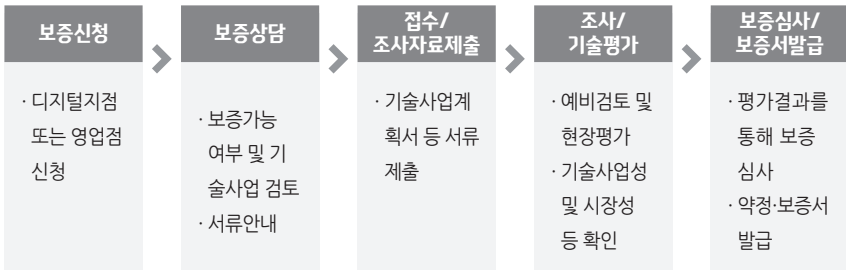 보증신청
· 디지털지점
또는 영업점
신청
보증상담
· 보증가능
여부 및 기
술사업 검토
· 서류안내
접수/
조사자료제출
· 기술사업계
획서 등 서류
제출
조사/
기술평가
· 예비검토 및
현장평가
· 기술사업성
및 시장성
등 확인
보증심사/
보증서발급
· 평가결과를
통해 보증
심사
· 약정·보증서
발급